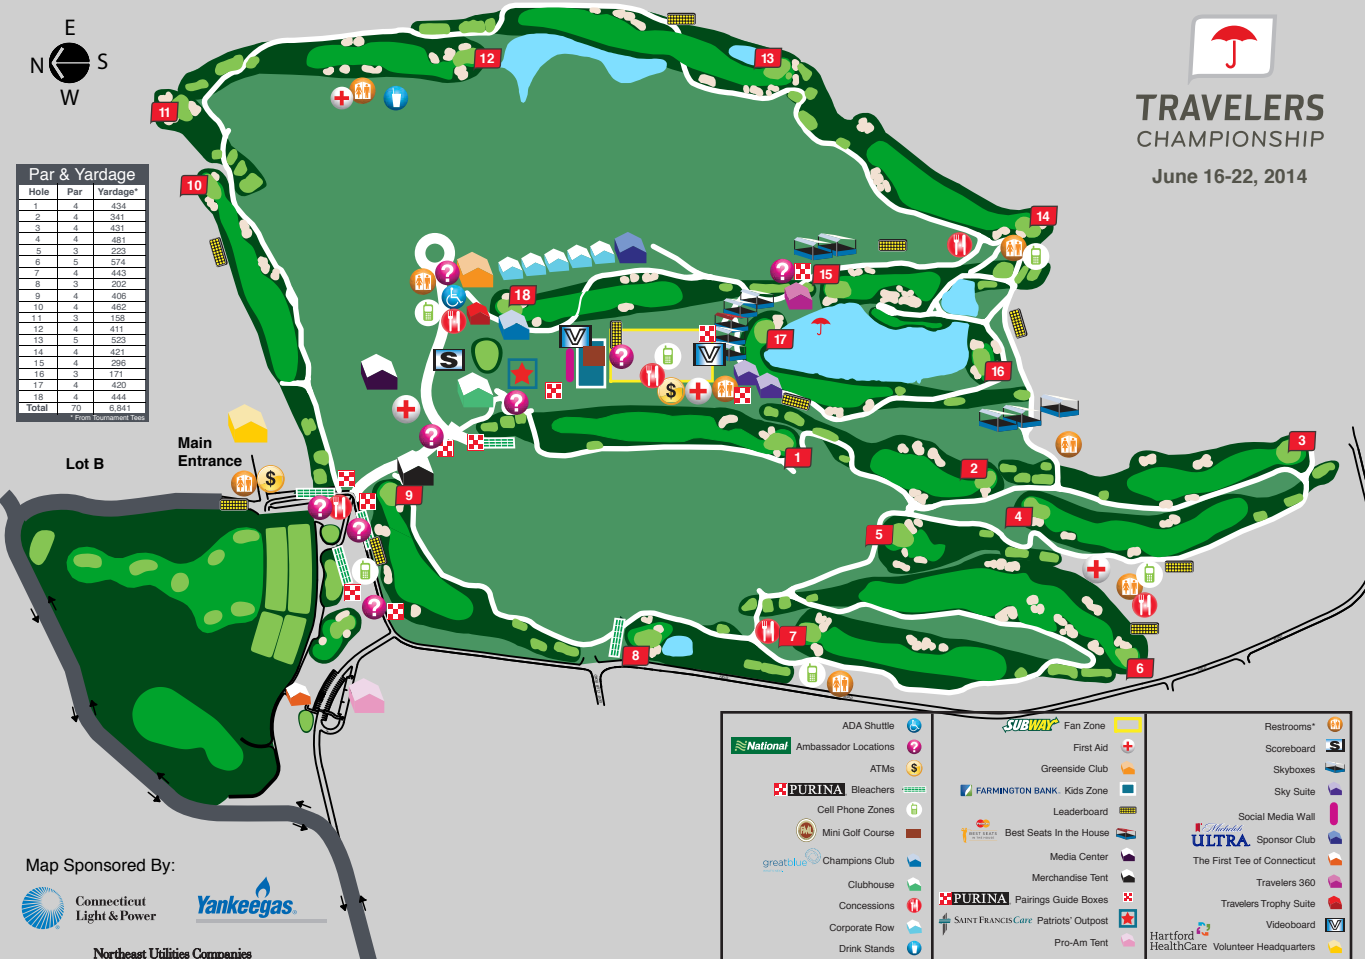 E
N
S
W
TRAVELERS
CHAMPIONSHIP
June 16-22, 2014
Par & Yardage
Hole Par Yardage*
1 4 434
2 4 341
3 4 431
4 4 481
5 3 223
6 5 574
7 4 443
8 3 202
9 4 406
10 4 462
11 3 158
12 4 411
13 5 523
14 4 421
15 4 296
16 3 171
17 4 420
18 4 444
Total 70 6,841
* From Tournament Tees
12
13
11
10
14
15
18
17
16
S
V
V
$
?
?
?
?
?
?
?
?
1
2
3
4
5
6
7
8
9
Main
Entrance
Lot B
$
ADA Shuttle
National Ambassador Locations ?
ATMs $
PURINA Bleachers
Cell Phone Zones
Mini Golf Course
greatblue Champions Club
Clubhouse
Concessions
Corporate Row
Drink Stands
SUBWAY Fan Zone
First Aid
Greenside Club
FARMINGTON BANK. Kids Zone
Leaderboard
BEST SEATS Best Seats In the House
Media Center
Merchandise Tent
PURINA. Pairings Guide Boxes
SAINT FRANCIS Care Patriots' Outpost
Pro-Am Tent
Restrooms*
Scoreboard S
Skyboxes
Sky Suite
Social Media Wall
Michelob
ULTRA Sponsor Club
The First Tee of Connecticut
Travelers 360
Travelers Trophy Suite
Videoboard V
Hartford
HealthCare Volunteer Headquarters
Map Sponsored By:
Connecticut
Light & Power
Yankeegas
Northeast Utilities Companies